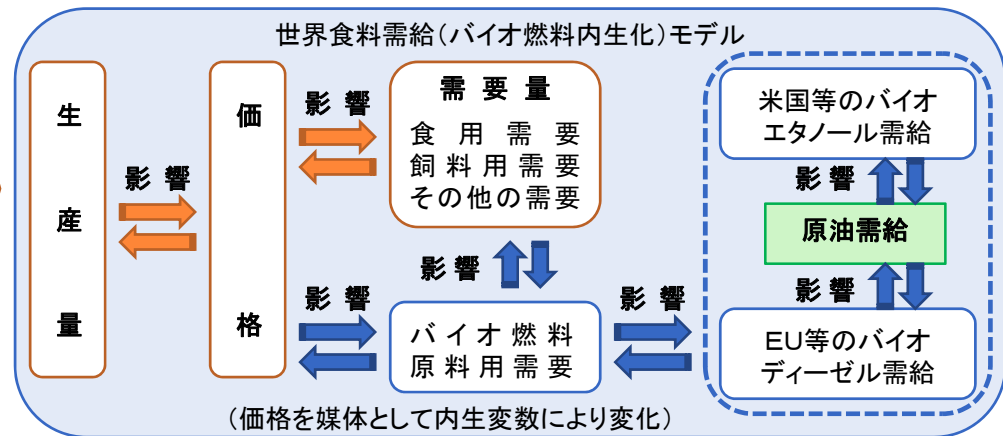 世界食料需給(バイオ燃料内生化)モデル
生産量
影響
価格
影響
需要量
食用需要
飼料用需要
その他の需要
影響
影響
バイオ燃料
原料用需要
影響
米国等のバイオ
エタノール需給
影響
原油需給
影響
EU等のバイオ
ディーゼル需給
(価格を媒体として内生変数により変化)